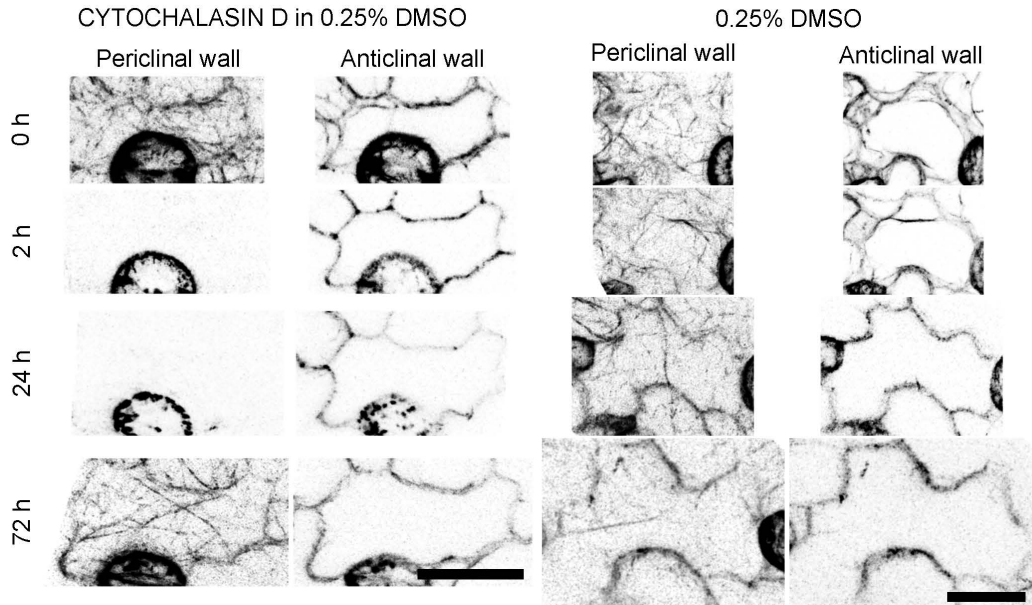 CYTOCHALASIN D in 0.25% DMSO
0.25% DMSO
Periclinal wall
Anticlinal wall
Periclinal wall
Anticlinal wall
0 h
2 h
24 h
72 h